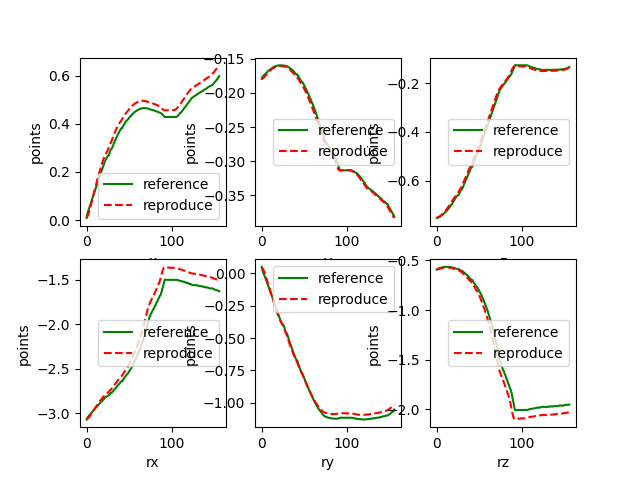 0.6
0.4
0.2
0.0
points
reference
reproduce
0
100
−0.15
−0.20
−0.25
−0.30
−0.35
points
reference
reproduce
0
100
−0.2
−0.4
−0.6
points
reference
reproduce
0
100
−1.5
−2.0
−2.5
−3.0
points
reference
reproduce
0
100
rx
0.00
−0.25
−0.50
−0.75
−1.00
points
reference
reproduce
0
100
ry
−0.5
−1.0
−1.5
−2.0
points
reference
reproduce
0
100
rz